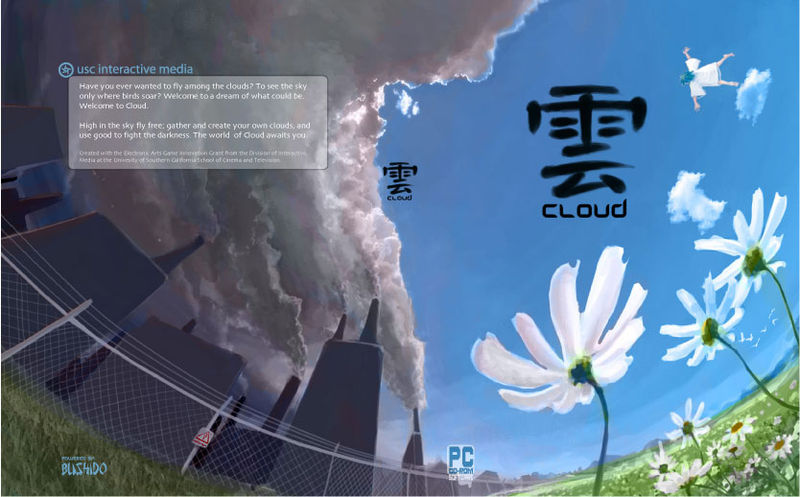 usc interactive media
Have you ever wanted to fly among the clouds? To see the sky
only where birds soar? Welcome to a dream of what could be.
Welcome to Cloud.
High in the sky fly free; gather and create your own clouds, and
use good to fight the darkness. The world of Cloud awaits you.
Created with the Electronic Arts Game Innovation Grant from the Division of Interactive
Media at the University of Southern California School of Cinema and Television.
POWERED BY
BUSHIDO
雲
CLOUD
雲
CLOUD
PC
CD-ROM
SOFTWARE